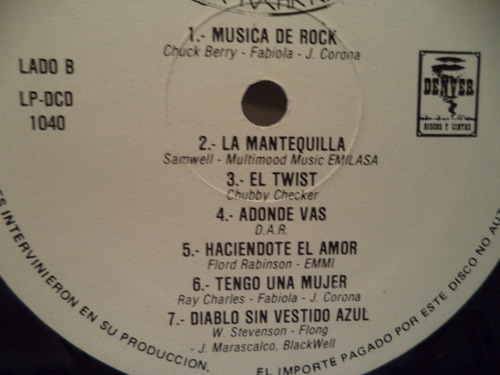 1.- MUSICA DE ROCK
Chuck Berry - Fabiola - J. Corona
LADO B
LP-DCD
1040
DENVER
DISCOS Y CINTAS
2.- LA MANTEQUILLA
Samwell - Multimood Music EMILASA
3.- EL TWIST
Chubby Checker
4.- ADONDE VAS
D.A.R.
5.- HACIENDOTE EL AMOR
Flord Rabinson - EMMI
6.- TENGO UNA MUJER
Ray Charles - Fabiola - J. Corona
7.- DIABLO SIN VESTIDO AZUL
W. Stevenson - Flong
- J. Marascalco, BlackWell
ES INTERVINIERON EN SU PRODUCCION.
EL IMPORTE PAGADO POR ESTE DISCO NO AUT